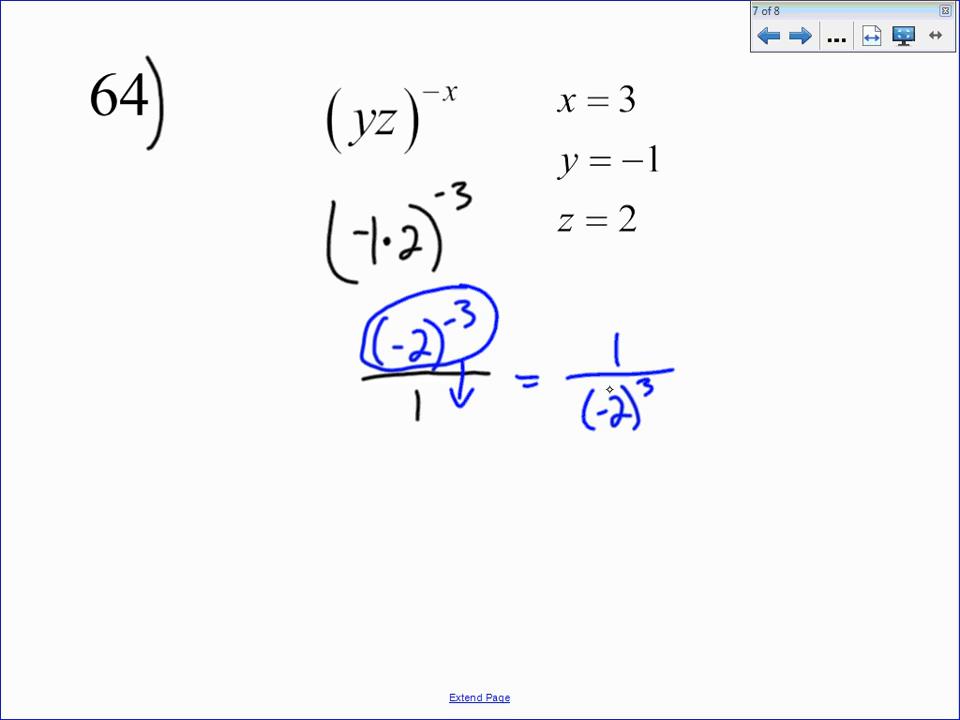 7 of 8
64)
(yz)^{-x}
x = 3
y = -1
z = 2
(-1·2)^{-3}
(-2)^{-3}/1 = 1/(-2)^3
Extend Page